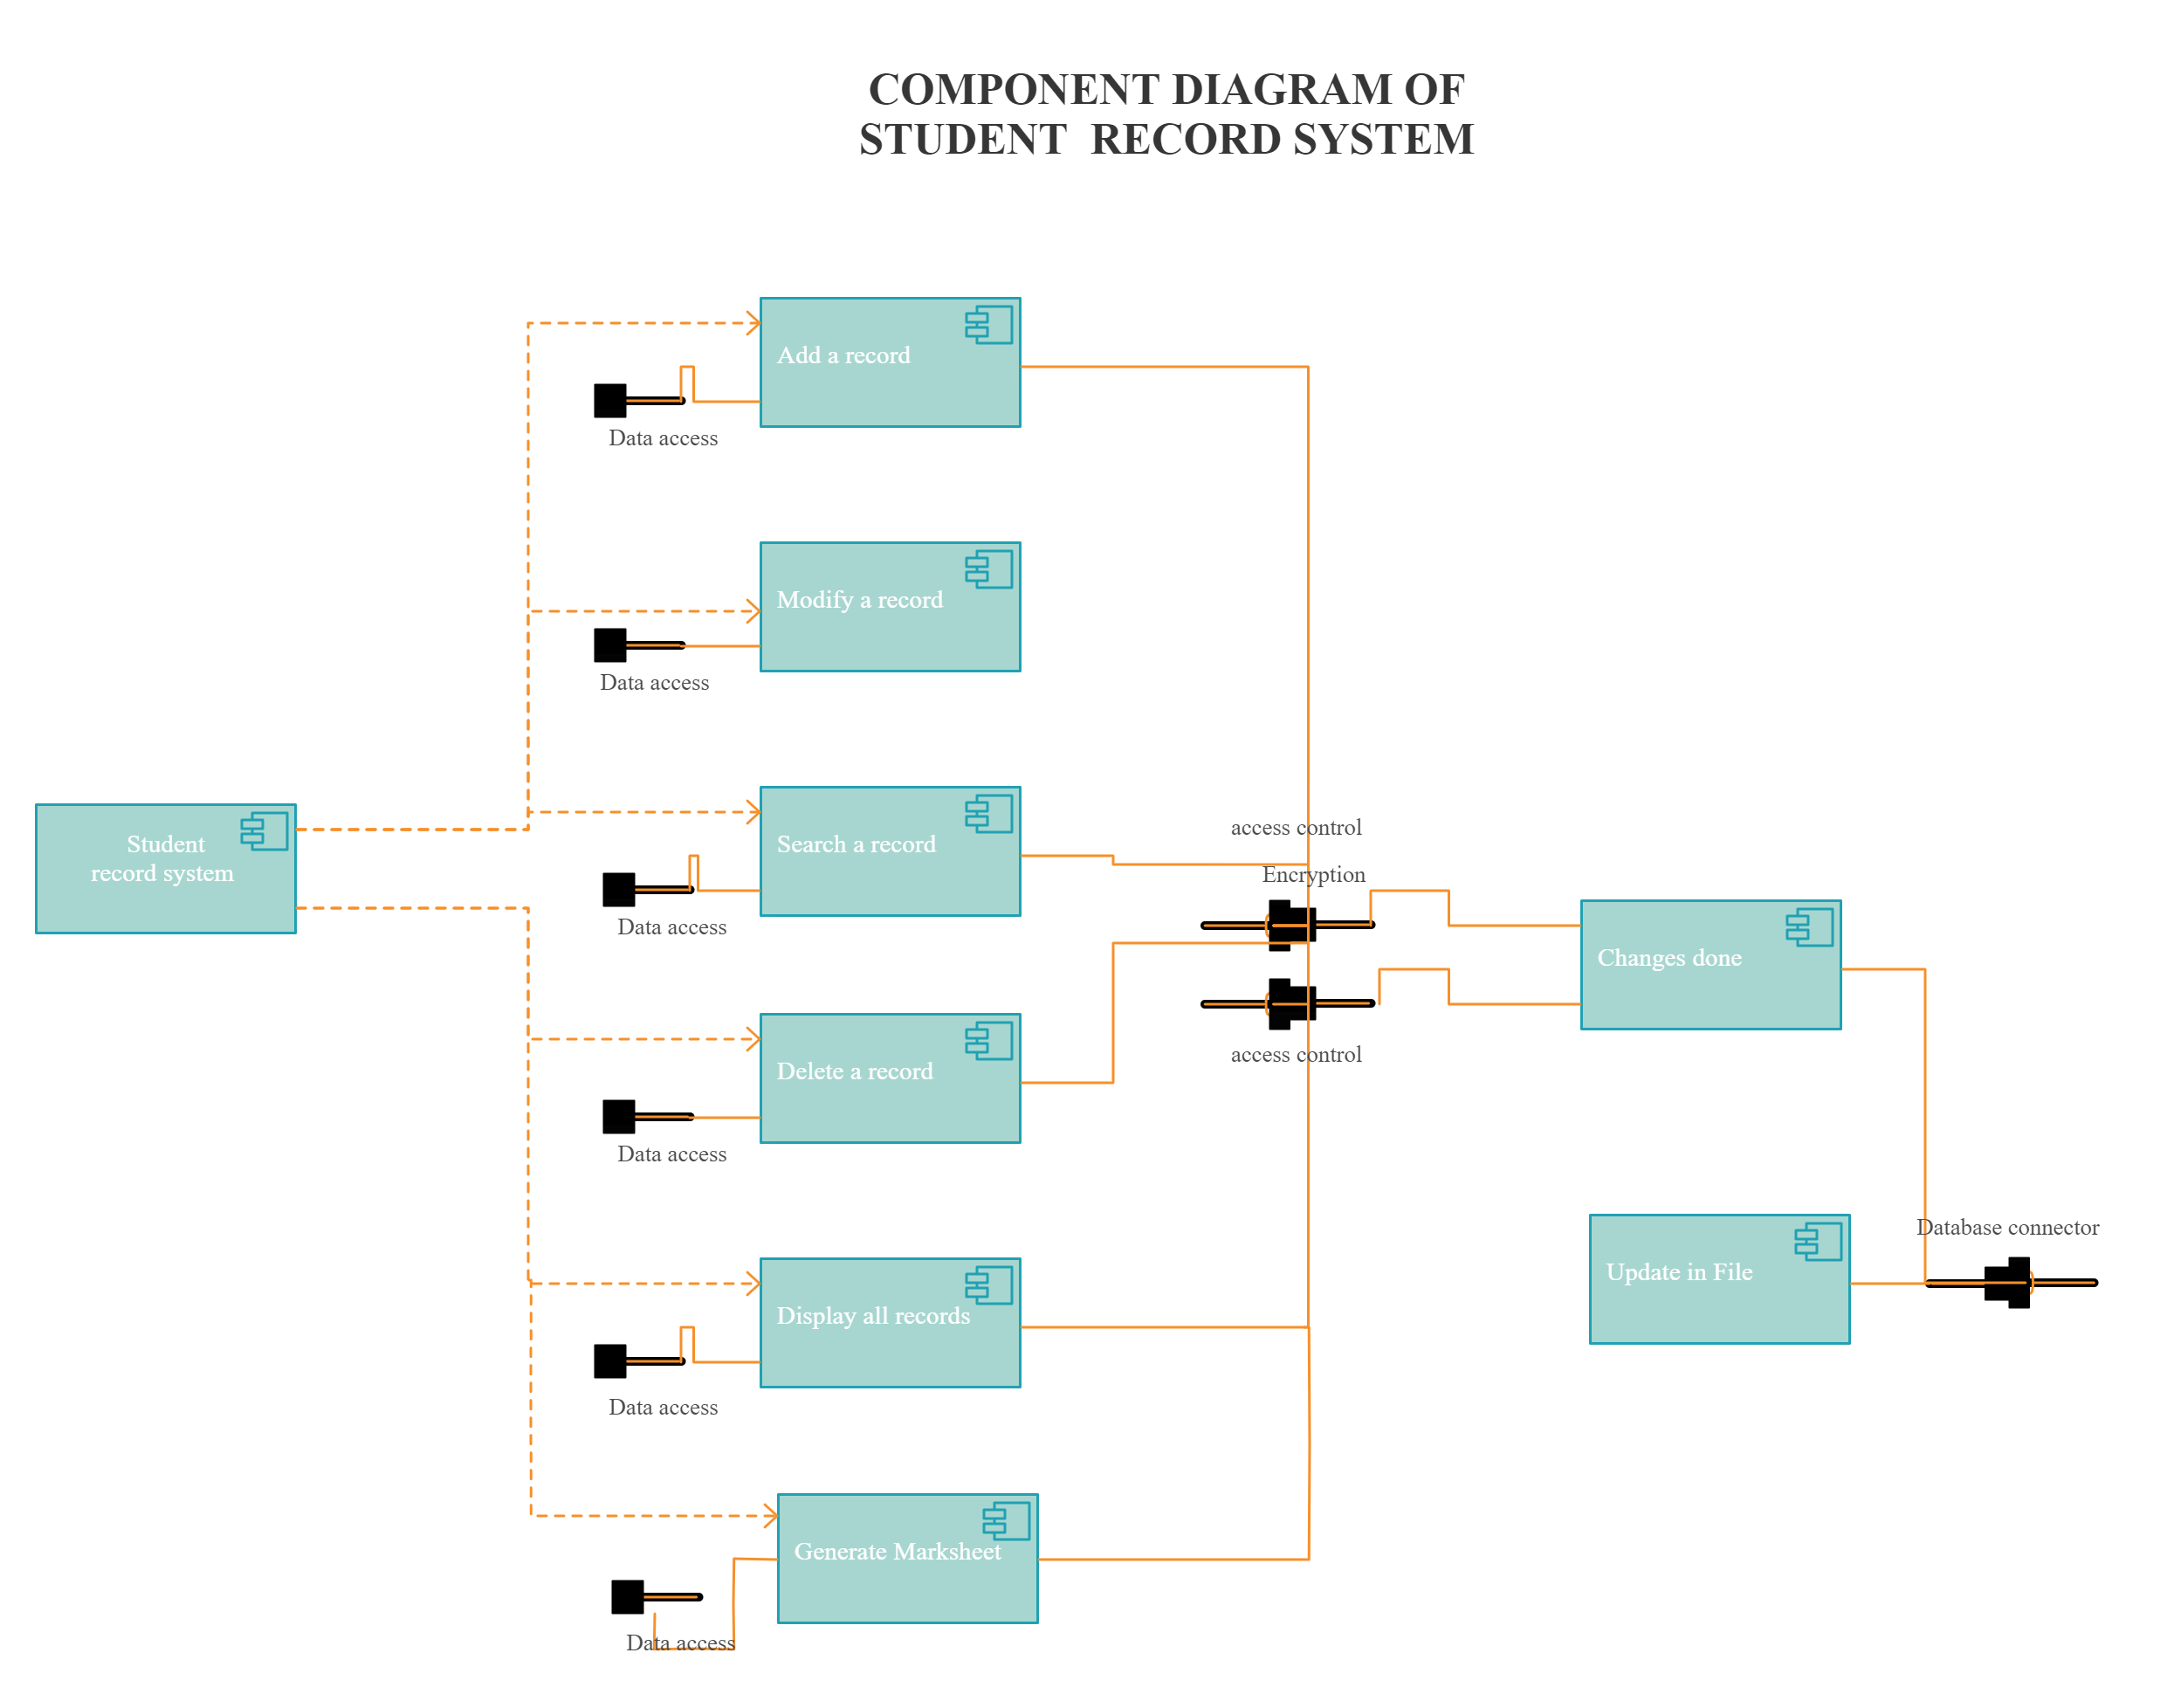 COMPONENT DIAGRAM OF
STUDENT RECORD SYSTEM
Add a record
Data access
Modify a record
Data access
Student
record system
Search a record
Data access
access control
Encryption
Changes done
access control
Delete a record
Data access
Database connector
Update in File
Display all records
Data access
Generate Marksheet
Data access